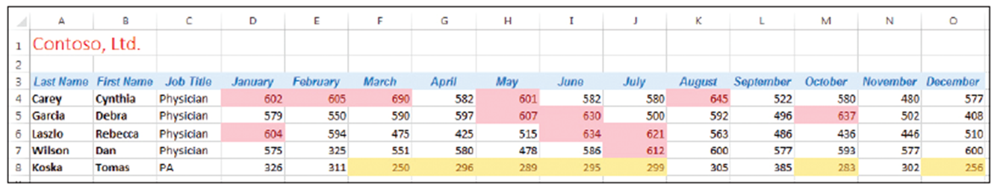 A B C D E F G H I J K L M N O
1 Contoso, Ltd.
2
3 Last Name First Name Job Title January February March April May June July August September October November December
4 Carey Cynthia Physician 602 605 690 582 601 582 580 645 522 580 480 577
5 Garcia Debra Physician 579 550 590 597 607 630 500 592 496 637 502 408
6 Laszlo Rebecca Physician 604 594 475 425 515 634 621 563 486 436 446 510
7 Wilson Dan Physician 575 325 551 580 478 586 612 600 577 593 577 600
8 Koska Tomas PA 326 311 250 296 289 295 299 305 385 283 302 256